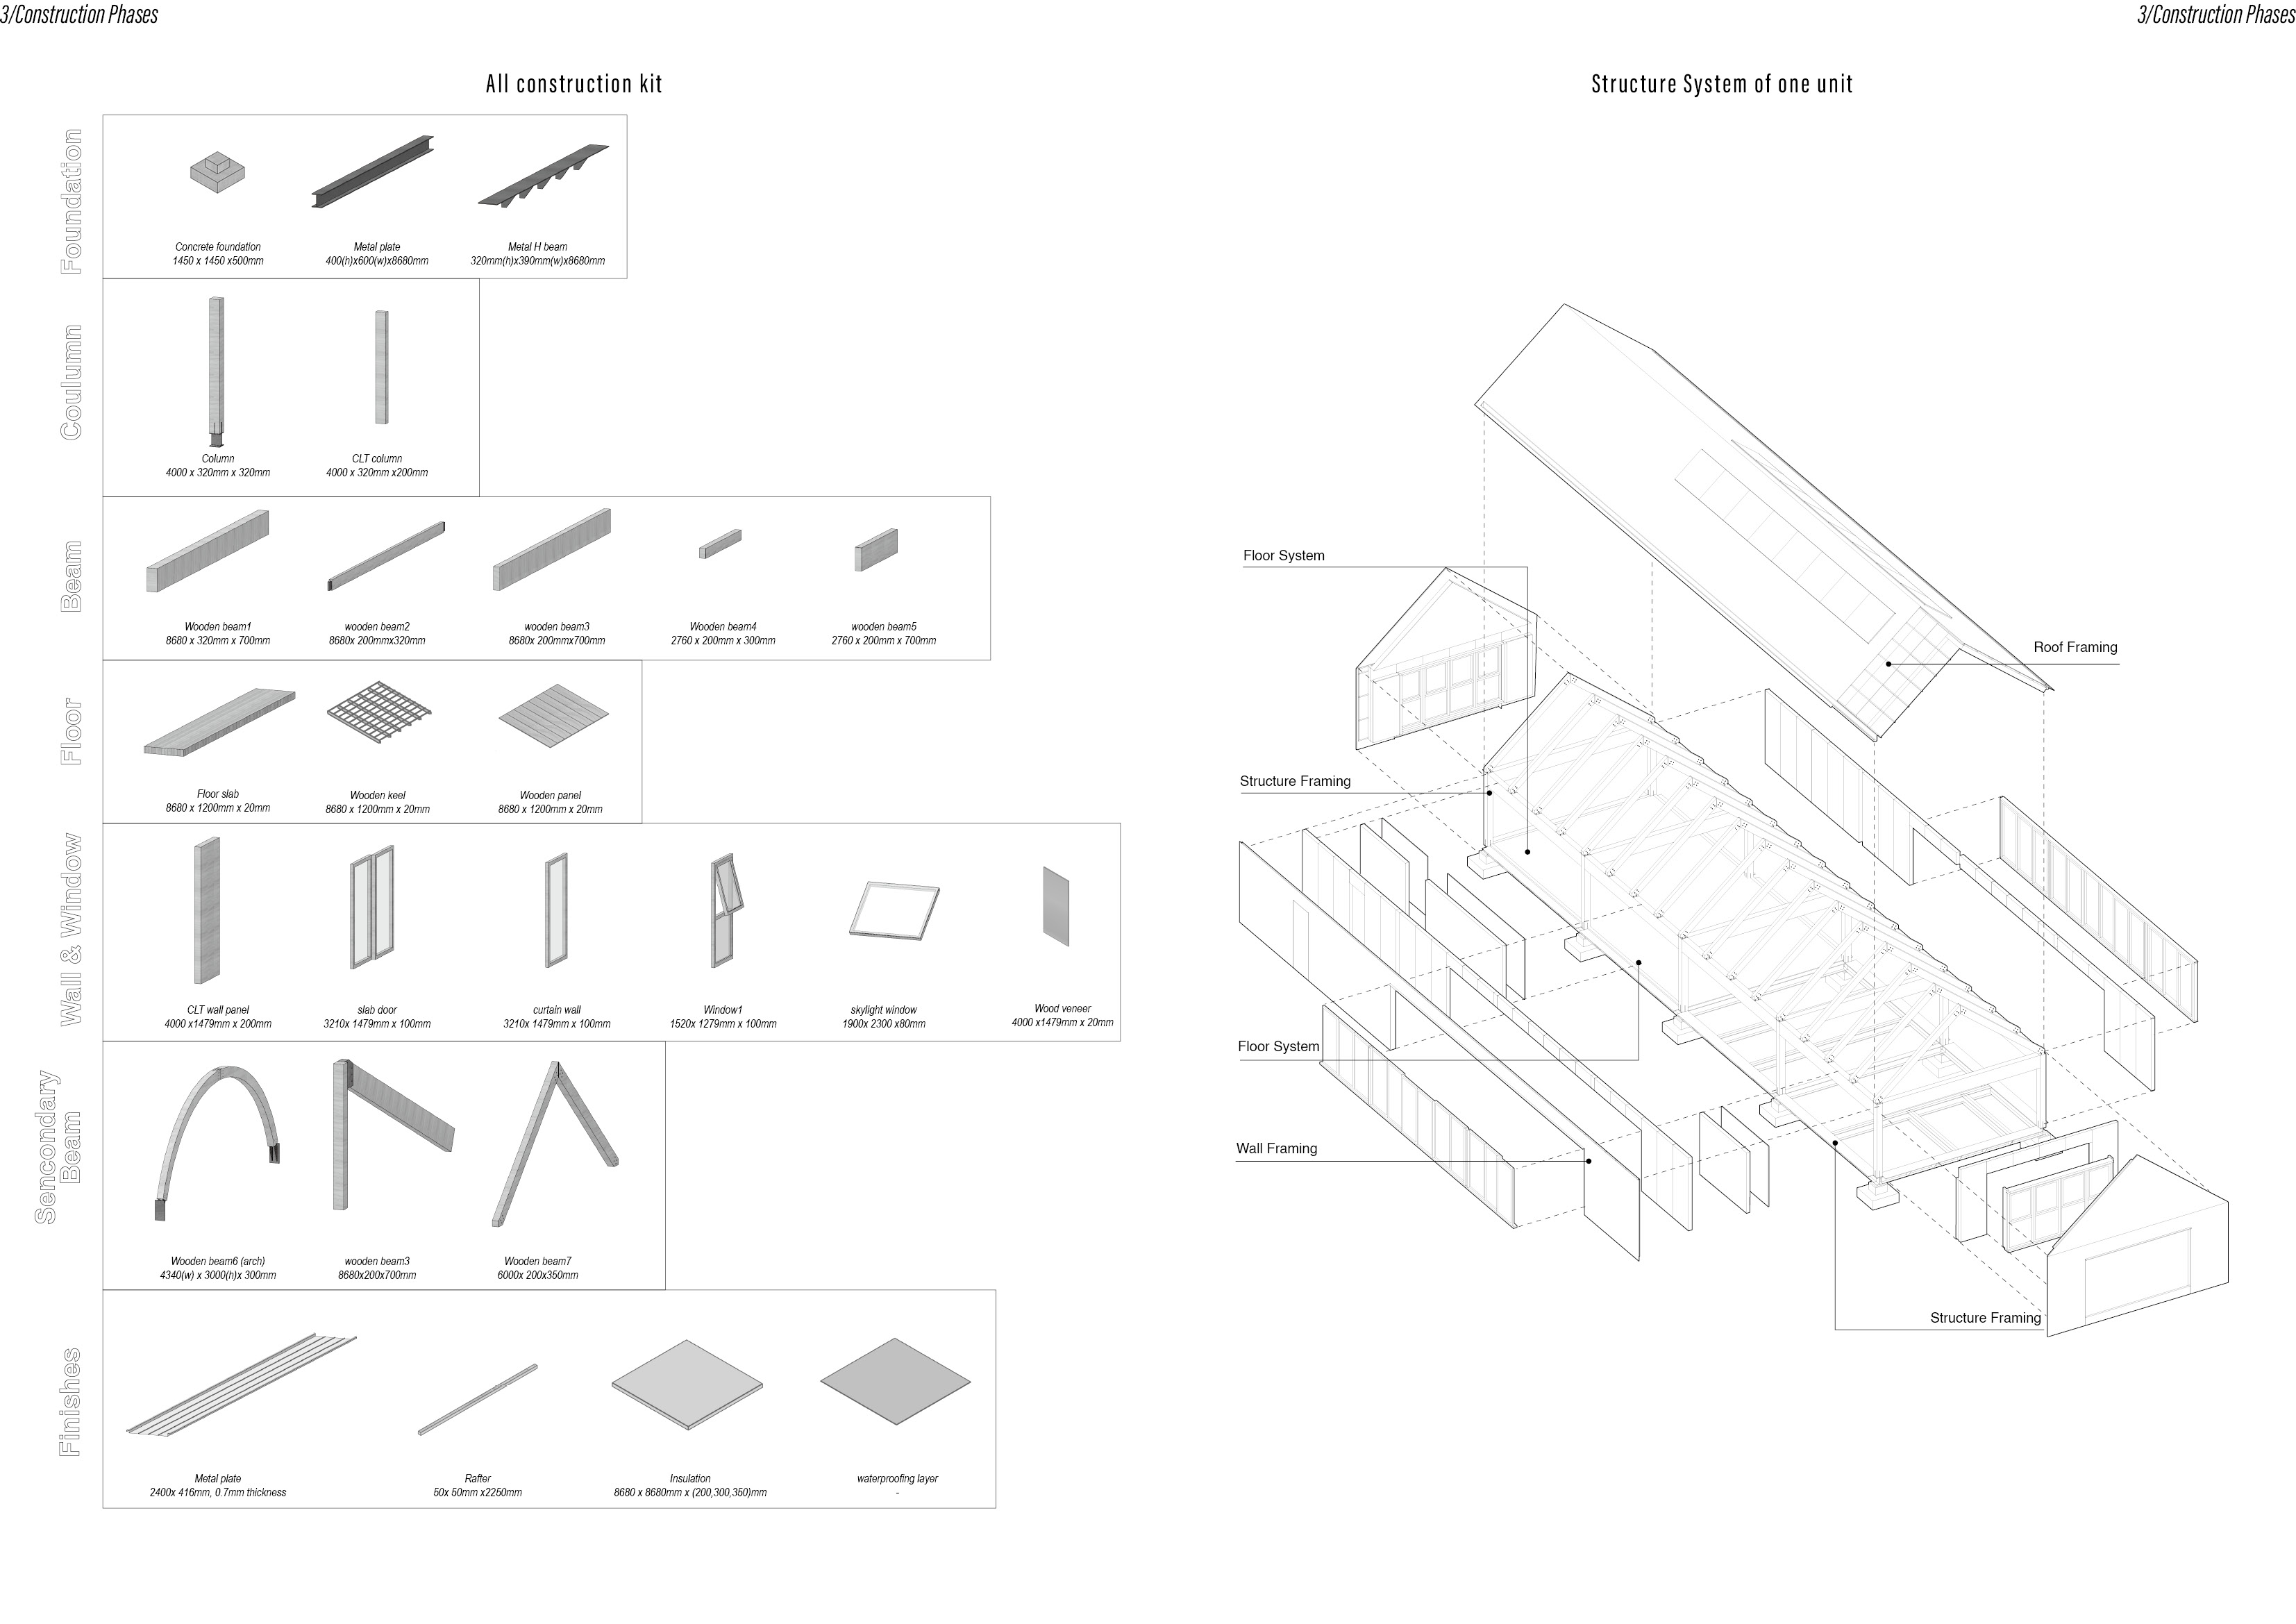 3/Construction Phases
3/Construction Phases
All construction kit
Structure System of one unit
Foundation
Concrete foundation
1450 x 1450 x500mm
Metal plate
400(h)x600(w)x8680mm
Metal H beam
320mm(h)x390mm(w)x8680mm
Coulumn
Column
4000 x 320mm x 320mm
CLT column
4000 x 320mm x200mm
Beam
Wooden beam1
8680 x 320mm x 700mm
wooden beam2
8680x 200mmx320mm
wooden beam3
8680x 200mmx700mm
Wooden beam4
2760 x 200mm x 300mm
wooden beam5
2760 x 200mm x 700mm
Floor
Floor slab
8680 x 1200mm x 20mm
Wooden keel
8680 x 1200mm x 20mm
Wooden panel
8680 x 1200mm x 20mm
Wall & Window
CLT wall panel
4000 x1479mm x 200mm
slab door
3210x 1479mm x 100mm
curtain wall
3210x 1479mm x 100mm
Window1
1520x 1279mm x 100mm
skylight window
1900x 2300 x80mm
Wood veneer
4000 x1479mm x 20mm
Sencondary
Beam
Wooden beam6 (arch)
4340(w) x 3000(h)x 300mm
wooden beam3
8680x200x700mm
Wooden beam7
6000x 200x350mm
Finishes
Metal plate
2400x 416mm, 0.7mm thickness
Rafter
50x 50mm x2250mm
Insulation
8680 x 8680mm x (200,300,350)mm
waterproofing layer
-
Floor System
Roof Framing
Structure Framing
Floor System
Wall Framing
Structure Framing